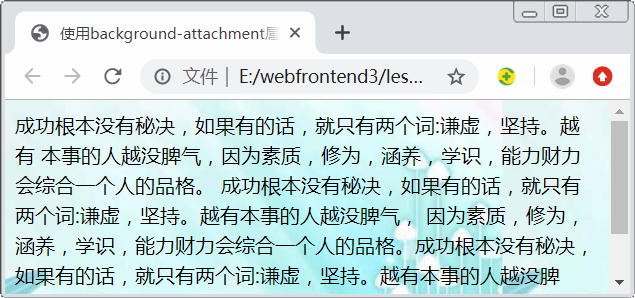 使用background-attachment属
文件 | E:/webfrontend3/les...
成功根本没有秘决，如果有的话，就只有两个词:谦虚，坚持。越
有 本事的人越没脾气，因为素质，修为，涵养，学识，能力财力
会综合一个人的品格。 成功根本没有秘决，如果有的话，就只有
两个词:谦虚，坚持。越有本事的人越没脾气， 因为素质，修为，
涵养，学识，能力财力会综合一个人的品格。成功根本没有秘决，
如果有的话，就只有两个词:谦虚，坚持。越有本事的人越没脾